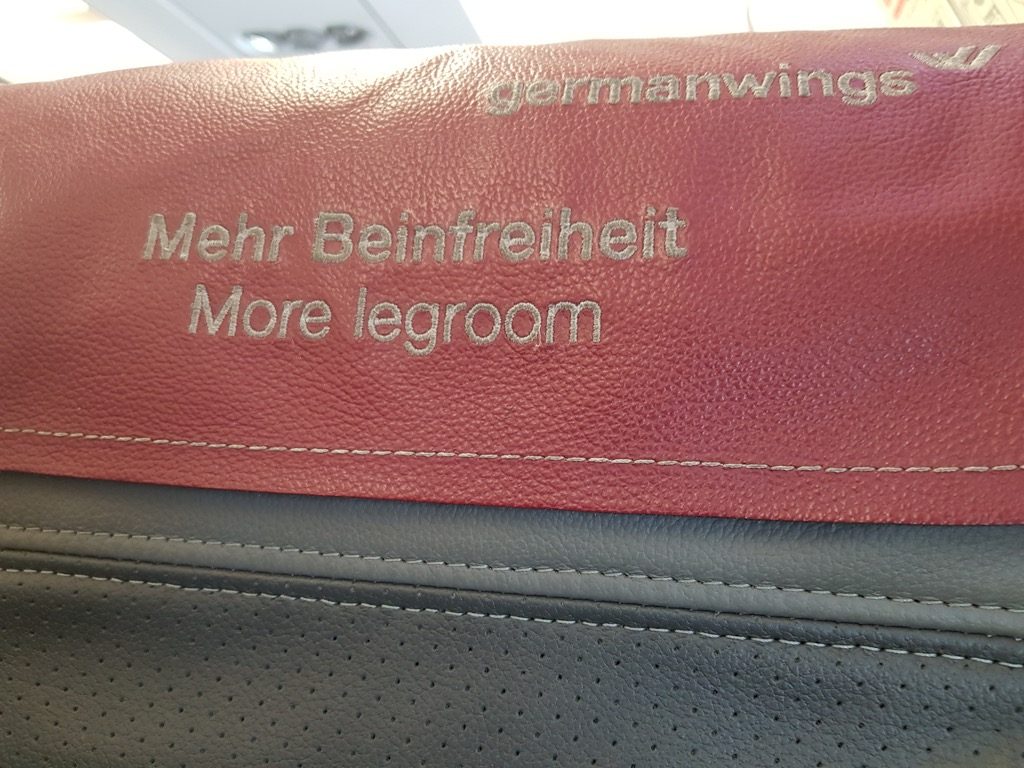 germanwings
Mehr Beinfreiheit
More legroom